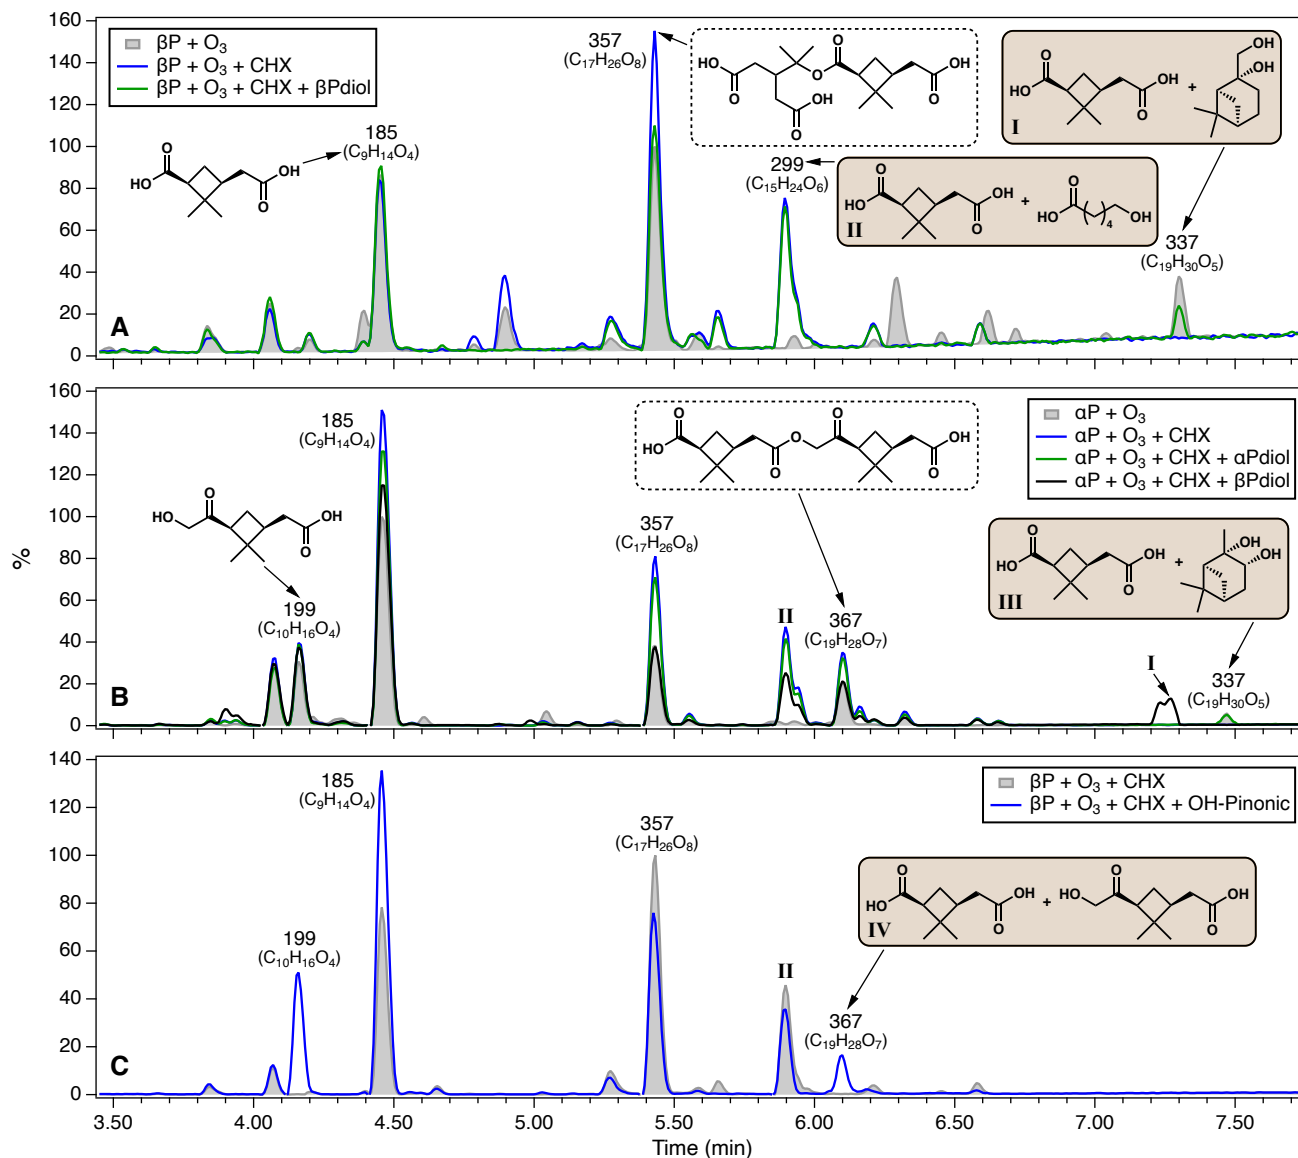 βP + O₃
βP + O₃ + CHX
βP + O₃ + CHX + βPdiol
160
140
120
100
80
60
40
20
0
185
(C₉H₁₄O₄)
HO
O
OH
O
357
(C₁₇H₂₆O₈)
HO
O
O
OH
O
O
OH
O
299
(C₁₅H₂₄O₆)
O
HO
OH
O
+
OH
OH
I
O
HO
OH
O
+
O
HO
4
OH
II
337
(C₁₉H₃₀O₅)
A
160
140
120
100
80
60
40
20
0
185
(C₉H₁₄O₄)
O
HO
OH
O
199
(C₁₀H₁₆O₄)
O
HO
O
O
O
OH
O
357
(C₁₇H₂₆O₈)
II
367
(C₁₉H₂₈O₇)
αP + O₃
αP + O₃ + CHX
αP + O₃ + CHX + αPdiol
αP + O₃ + CHX + βPdiol
O
HO
OH
O
+
OH
OH
III
I
337
(C₁₉H₃₀O₅)
B
%
140
120
100
80
60
40
20
0
βP + O₃ + CHX
βP + O₃ + CHX + OH-Pinonic
185
(C₉H₁₄O₄)
199
(C₁₀H₁₆O₄)
357
(C₁₇H₂₆O₈)
II
367
(C₁₉H₂₈O₇)
O
HO
OH
O
+
HO
O
OH
O
IV
C
3.50 4.00 4.50 5.00 5.50 6.00 6.50 7.00 7.50
Time (min)